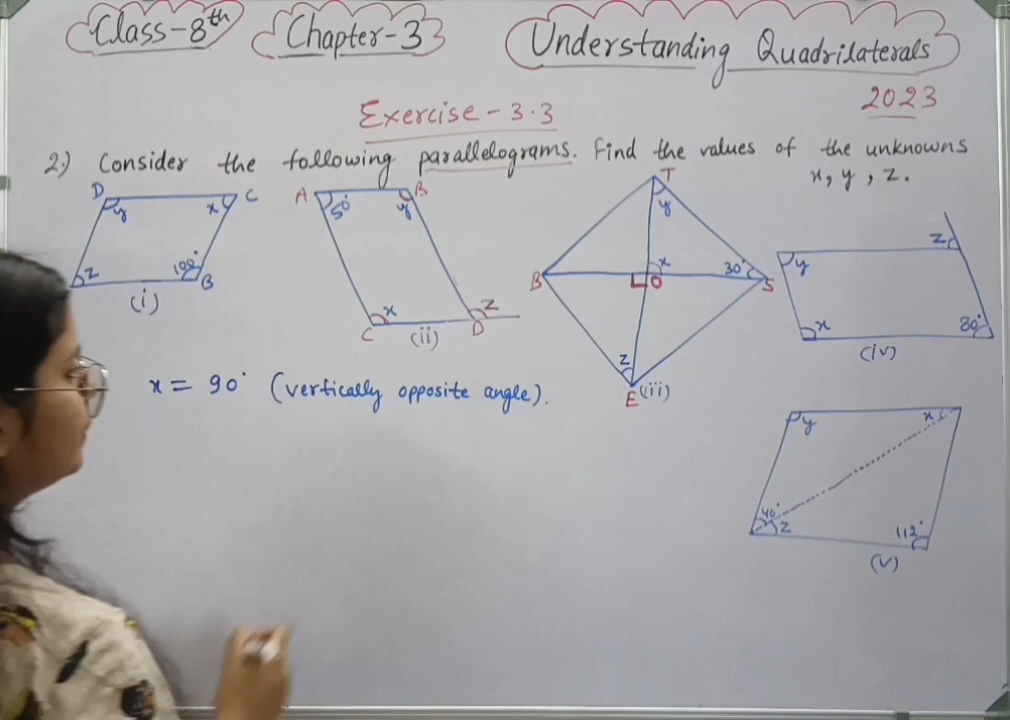 Class-8th Chapter-3 Understanding Quadrilaterals
2023
Exercise - 3.3
2.) Consider the following parallelograms. Find the values of the unknowns
x, y, z.
D C
y x
z 100° B
(i)
A B
50° y
x z
C D
(ii)
T
y
x
B O 30° S
z
E (iii)
z
y
x 80°
(iv)
x = 90° (vertically opposite angle).
y x
40° z 112°
(v)